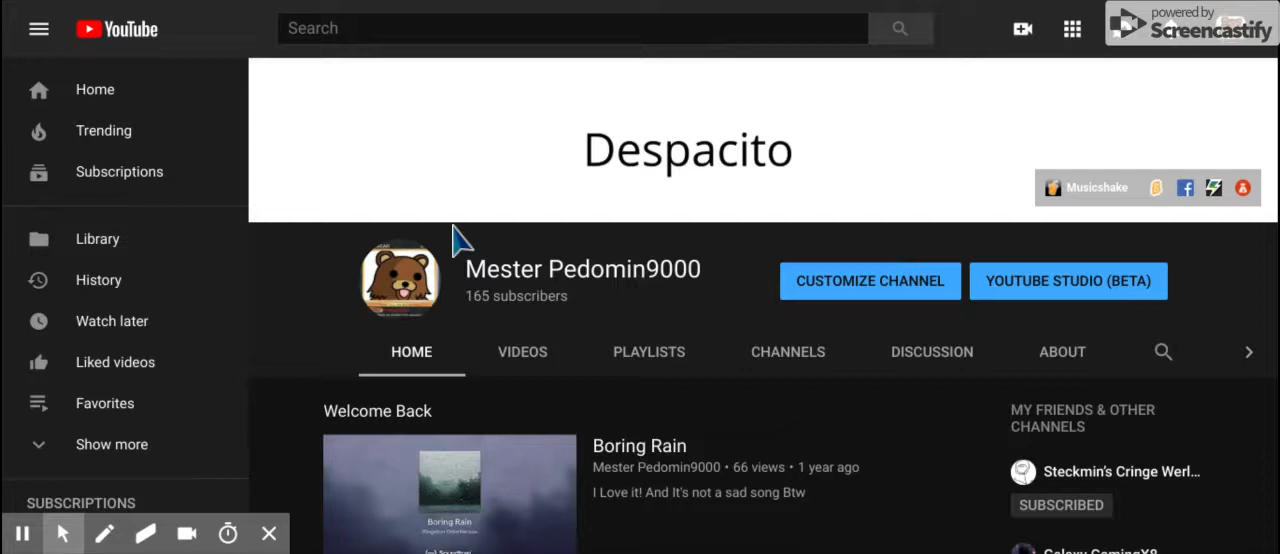 YouTube
Search
powered by
Screencastify
Home
Trending
Subscriptions
Library
History
Watch later
Liked videos
Favorites
Show more
SUBSCRIPTIONS
Despacito
Musicshake
Mester Pedomin9000
165 subscribers
CUSTOMIZE CHANNEL
YOUTUBE STUDIO (BETA)
HOME VIDEOS PLAYLISTS CHANNELS DISCUSSION ABOUT
Welcome Back
Boring Rain
Boring Rain
Mester Pedomin9000 • 66 views • 1 year ago
I Love it! And It's not a sad song Btw
MY FRIENDS & OTHER
CHANNELS
Steckmin's Cringe Werl...
SUBSCRIBED
Galaxy GamingX8